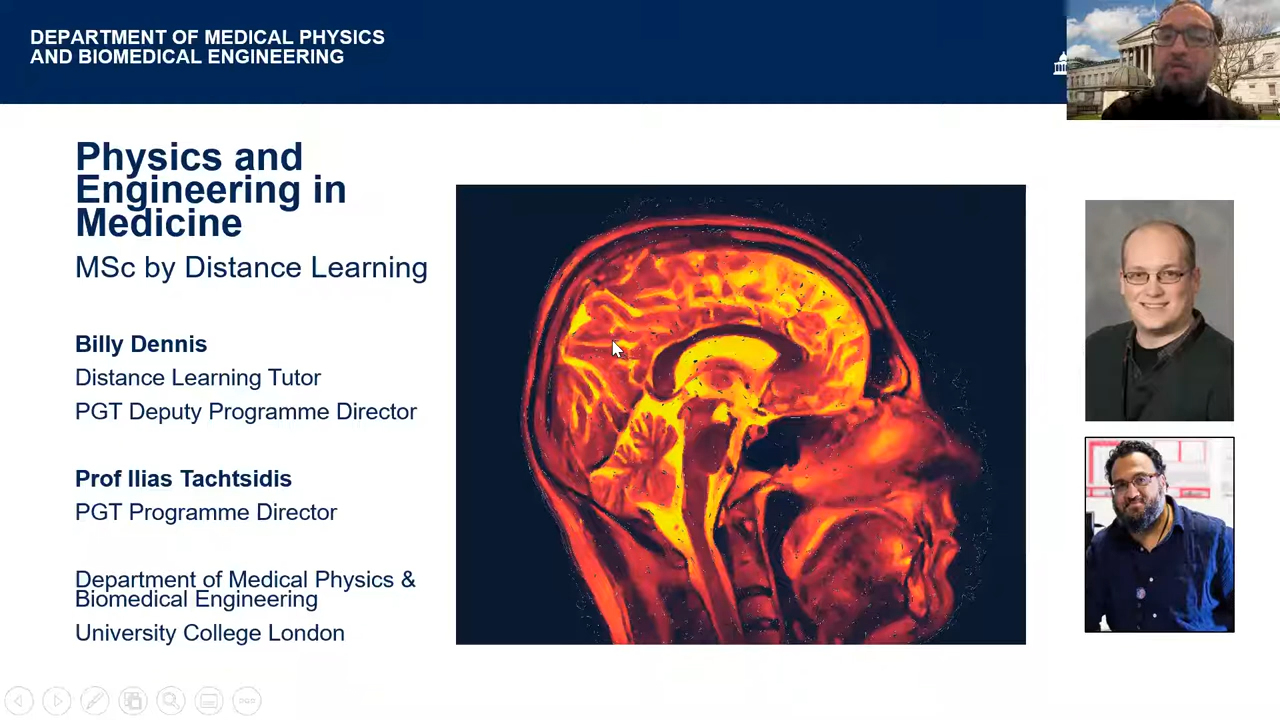 DEPARTMENT OF MEDICAL PHYSICS
AND BIOMEDICAL ENGINEERING
Physics and
Engineering in
Medicine
MSc by Distance Learning
Billy Dennis
Distance Learning Tutor
PGT Deputy Programme Director
Prof Ilias Tachtsidis
PGT Programme Director
Department of Medical Physics &
Biomedical Engineering
University College London